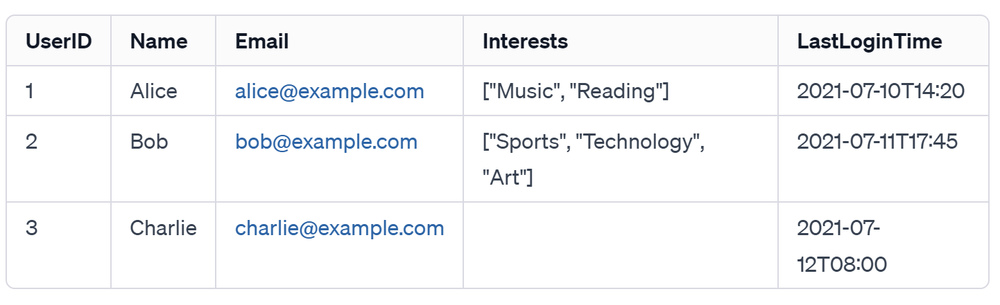 UserID Name Email Interests LastLoginTime
1 Alice alice@example.com ["Music", "Reading"] 2021-07-10T14:20
2 Bob bob@example.com ["Sports", "Technology", 2021-07-11T17:45
"Art"]
3 Charlie charlie@example.com 2021-07-
12T08:00